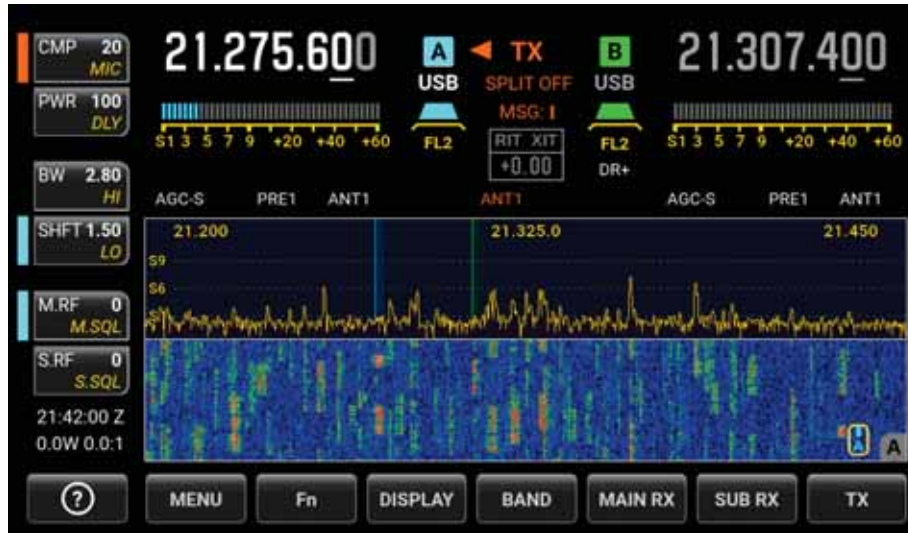 CMP 20
MIC
PWR 100
DLY
BW 2.80
HI
SHFT 1.50
LO
M.RF 0
M.SQL
S.RF 0
S.SQL
21:42:00 Z
0.0W 0.0:1
21.275.600
A TX B
USB SPLIT OFF USB
MSG: 1
FL2 RIT XIT FL2
+0.00 DR+
21.307.400
S1 3 5 7 9 +20 +40 +60
S1 3 5 7 9 +20 +40 +60
AGC-S PRE1 ANT1 ANT1 AGC-S PRE1 ANT1
21.200 21.325.0 21.450
S9
S6
A A
? MENU Fn DISPLAY BAND MAIN RX SUB RX TX